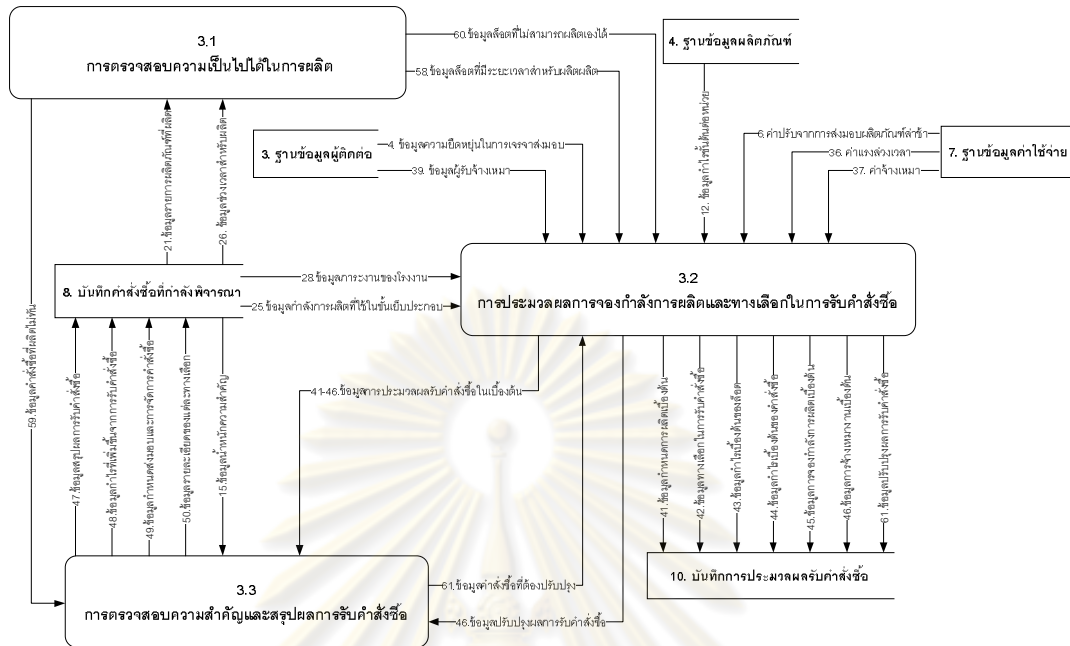 3.1
การตรวจสอบความเป็นไปได้ในการผลิต
60.ข้อมูลล็อตที่ไม่สามารถผลิตเองได้
58.ข้อมูลล็อตที่มีระยะเวลาสำหรับผลิตผลิต
4. ฐานข้อมูลผลิตภัณฑ์
12. ข้อมูลกำไรขั้นต้นต่อหน่วย
3. ฐานข้อมูลผู้ติดต่อ
4. ข้อมูลความยืดหยุ่นในการเจรจาส่งมอบ
39. ข้อมูลผู้รับจ้างเหมา
6.ค่าปรับจากการส่งมอบผลิตภัณฑ์ล่าช้า
36. ค่าแรงล่วงเวลา
37. ค่าจ้างเหมา
7. ฐานข้อมูลค่าใช้จ่าย
21.ข้อมูลรายการผลิตภัณฑ์ที่ผลิต
26. ข้อมูลช่วงเวลาสำหรับผลิต
8. บันทึกคำสั่งซื้อที่กำลังพิจารณา
28.ข้อมูลภาระงานของโรงงาน
25.ข้อมูลกำลังการผลิตที่ใช้ในขั้นเย็บประกอบ
3.2
การประมวลผลการจองกำลังการผลิตและทางเลือกในการรับคำสั่งซื้อ
59.ข้อมูลคำสั่งซื้อที่ผลิตไม่ทัน
47.ข้อมูลสรุปผลการรับคำสั่งซื้อ
48.ข้อมูลกำไรที่เพิ่มขึ้นจากการรับคำสั่งซื้อ
49.ข้อมูลกำหนดส่งมอบและการจัดการคำสั่งซื้อ
50.ข้อมูลรายละเอียดของแต่ละทางเลือก
15.ข้อมูลน้ำหนักความสำคัญ
41-46.ข้อมูลการประมวลผลรับคำสั่งซื้อในเบื้องต้น
41.ข้อมูลกำหนดการผลิตเบื้องต้น
42.ข้อมูลทางเลือกในการรับคำสั่งซื้อ
43.ข้อมูลกำไรเบื้องต้นของล็อต
44.ข้อมูลกำไรเบื้องต้นของคำสั่งซื้อ
45.ข้อมูลการจองกำลังการผลิตเบื้องต้น
46.ข้อมูลการจ้างเหมางานเบื้องต้น
61.ข้อมูลปรับปรุงผลการรับคำสั่งซื้อ
3.3
การตรวจสอบความสำคัญและสรุปผลการรับคำสั่งซื้อ
61.ข้อมูลคำสั่งซื้อที่ต้องปรับปรุง
46.ข้อมูลปรับปรุงผลการรับคำสั่งซื้อ
10. บันทึกการประมวลผลรับคำสั่งซื้อ